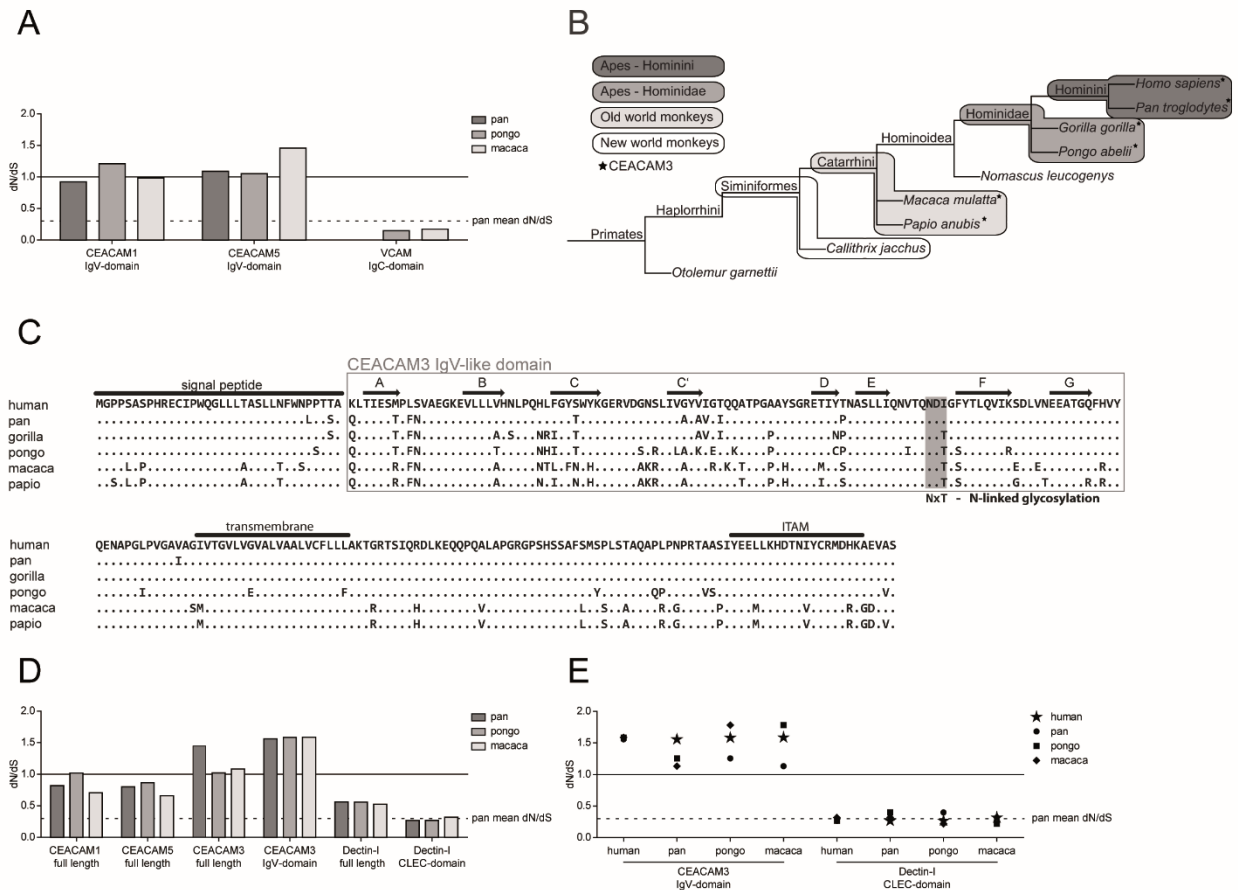 A
2.0
1.5
1.0
0.5
0.0
dN/dS
pan
pongo
macaca
pan mean dN/dS
CEACAM1
IgV-domain
CEACAM5
IgV-domain
VCAM
IgC-domain
B
Apes - Hominini
Apes - Hominidae
Old world monkeys
New world monkeys
★CEACAM3
Primates
Haplorrhini
Siminiformes
Catarrhini
Hominoidea
Hominidae
Hominini
Homo sapiens★
Pan troglodytes★
Gorilla gorilla★
Pongo abelii★
Nomascus leucogenys
Macaca mulatta★
Papio anubis★
Callithrix jacchus
Otolemur garnettii
C
CEACAM3 IgV-like domain
signal peptide A B C C' D E F G
human MGPPSASPHRECIPWQGLLLTASLLNFWNPPTTA KLTIESMPLSVAEGKEVLLLVHNLPQHLFGYSWYKGERVDGNSLIVGYVIGTQQATPGAAYSGRETIYTNASLLIQNVTQNDIGFYTLQVIKSDLVNEEATGQFHVY
pan
gorilla
pongo
macaca
papio
NxT - N-linked glycosylation
transmembrane ITAM
human QENAPGLPVGAVAGIVTGVLVGVALVAALVCFLLLAKTGRTSIQRDLKEQQPQALAPGRGPSHSSAFSMSPLSTAQAPLPNPRTAASIYEELLKHDTNIYCRMDHKAEVAS
pan
gorilla
pongo
macaca
papio
D
2.0
1.5
1.0
0.5
0.0
dN/dS
pan
pongo
macaca
pan mean dN/dS
CEACAM1
full length
CEACAM5
full length
CEACAM3
full length
CEACAM3
IgV-domain
Dectin-I
full length
Dectin-I
CLEC-domain
E
2.0
1.5
1.0
0.5
0.0
dN/dS
human
pan
pongo
macaca
pan mean dN/dS
human pan pongo macaca human pan pongo macaca
CEACAM3
IgV-domain
Dectin-I
CLEC-domain